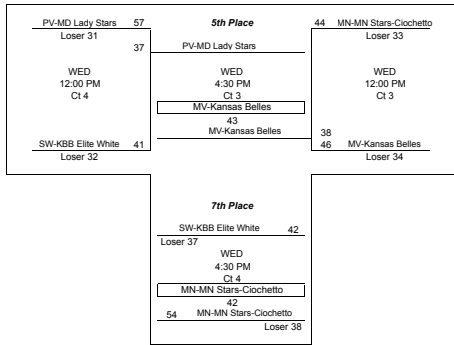 PV-MD Lady Stars 57
Loser 31
5th Place
44 MN-MN Stars-Ciochetto
Loser 33
37 PV-MD Lady Stars
WED
12:00 PM
Ct 4
WED
4:30 PM
Ct 3
MV-Kansas Belles
43
WED
12:00 PM
Ct 3
MV-Kansas Belles 38
SW-KBB Elite White 41
Loser 32
46 MV-Kansas Belles
Loser 34
7th Place
SW-KBB Elite White 42
Loser 37
WED
4:30 PM
Ct 4
MN-MN Stars-Ciochetto
42
54 MN-MN Stars-Ciochetto
Loser 38